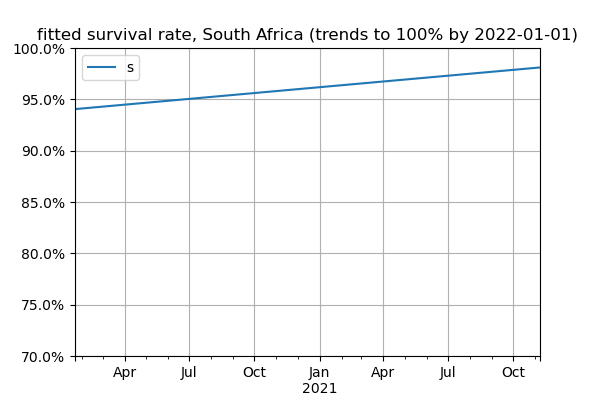 fitted survival rate, South Africa (trends to 100% by 2022-01-01)
s
100.0%
95.0%
90.0%
85.0%
80.0%
75.0%
70.0%
Apr Jul Oct Jan Apr Jul Oct
2021